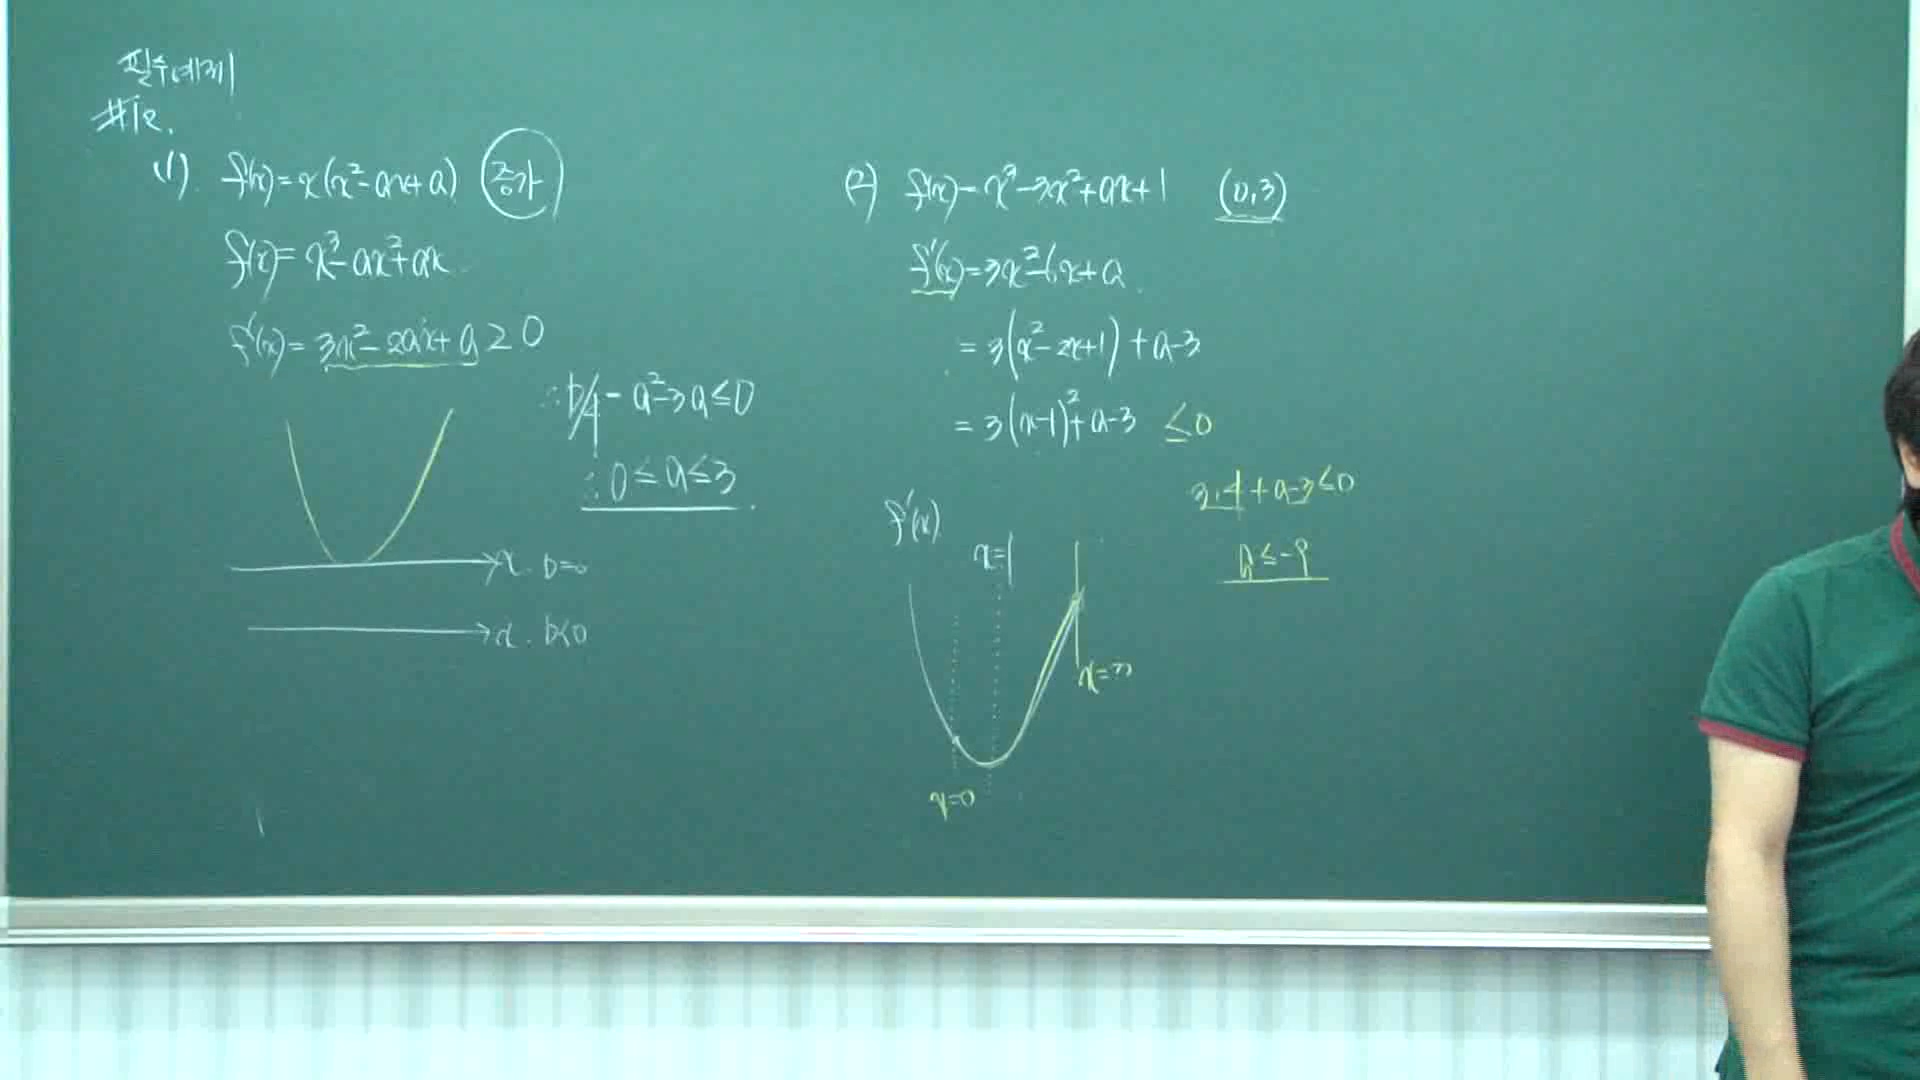 필수예제
#12.
(1). f(x)=x(x²-ax+a) 증가
f(x)=x³-ax²+ax
f'(x)=3x²-2ax+a≥0
∴D/4=a²-3a≤0
∴0≤a≤3.
x. D=0
x. D<0
(2) f(x)=x³-3x²+ax+1 (0,3)
f'(x)=3x²-6x+a.
=3(x²-2x+1)+a-3
=3(x-1)²+a-3 ≤0
3·4+a-3≤0
a≤-9
f'(x)
x=1
x=3
x=0